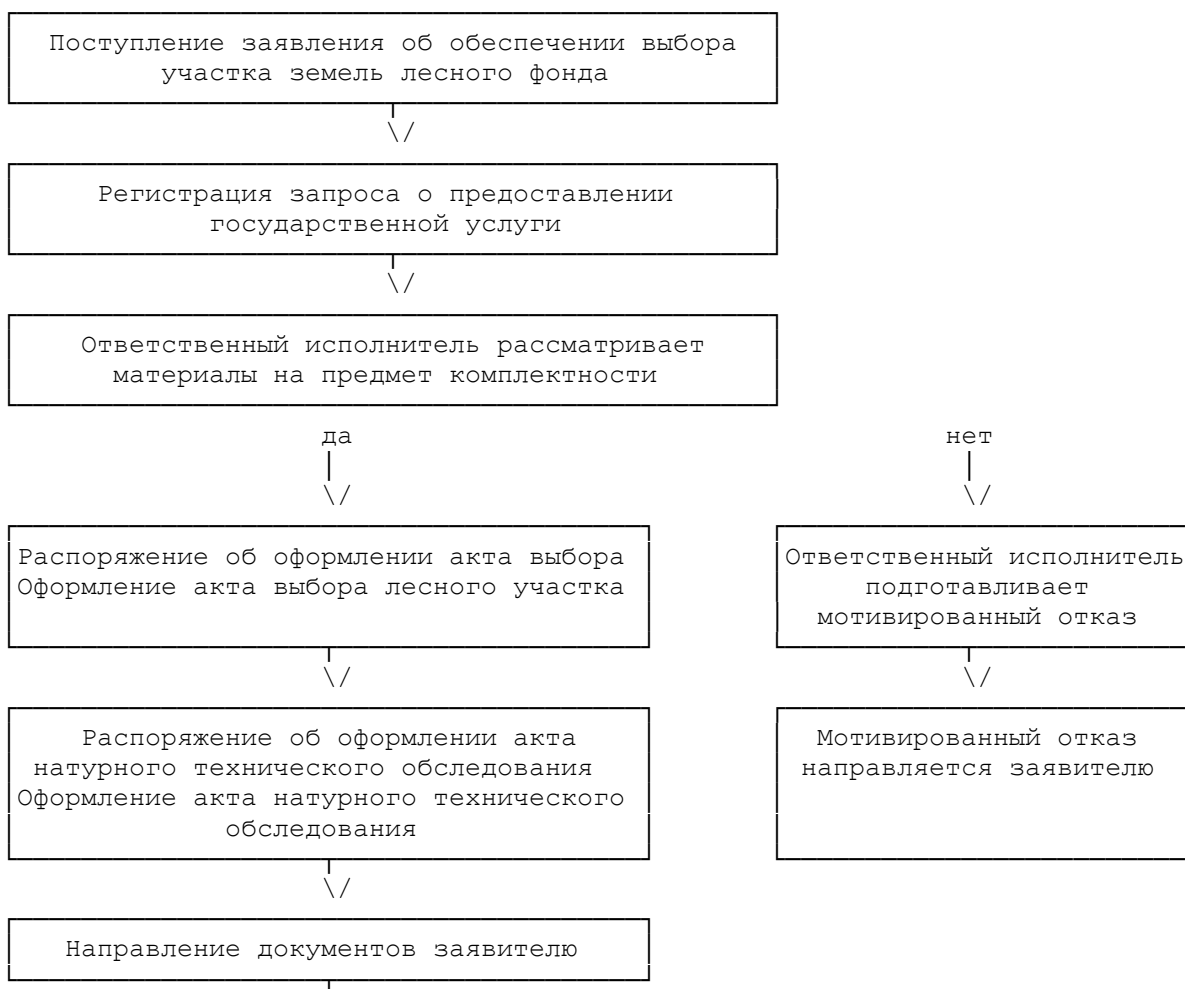 Поступление заявления об обеспечении выбора
участка земель лесного фонда
Регистрация запроса о предоставлении
государственной услуги
Ответственный исполнитель рассматривает
материалы на предмет комплектности
да
нет
Распоряжение об оформлении акта выбора
Оформление акта выбора лесного участка
Ответственный исполнитель
подготавливает
мотивированный отказ
Распоряжение об оформлении акта
натурного технического обследования
Оформление акта натурного технического
обследования
Мотивированный отказ
направляется заявителю
Направление документов заявителю